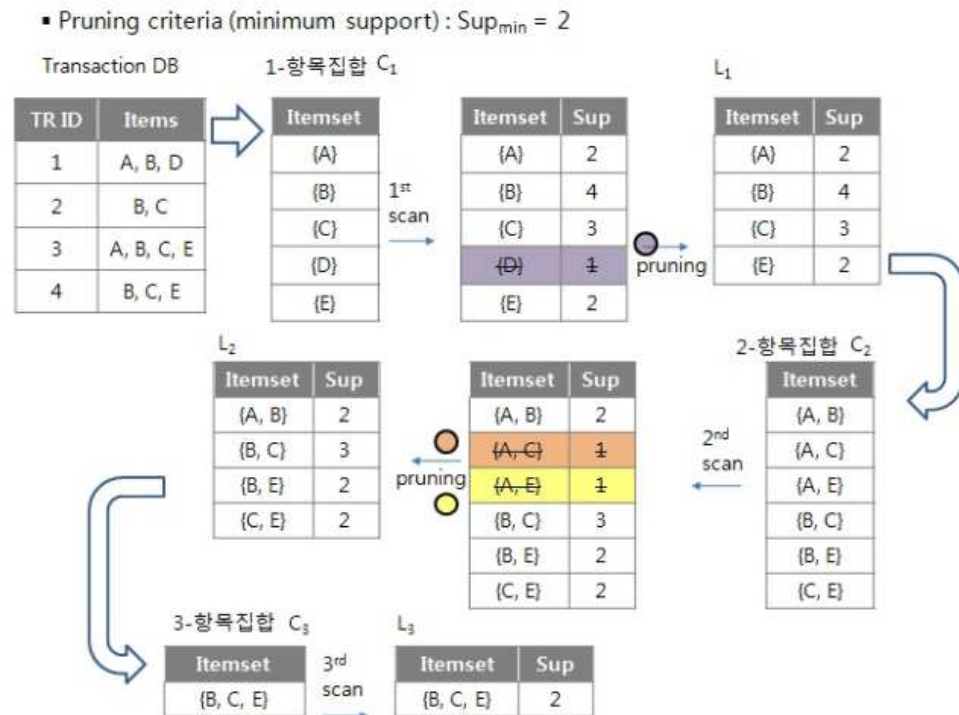 ▪ Pruning criteria (minimum support) : Supmin = 2
Transaction DB
TR ID Items
1 A, B, D
2 B, C
3 A, B, C, E
4 B, C, E
1-항목집합 C1
Itemset
{A}
{B}
{C}
{D}
{E}
1st
scan
Itemset Sup
{A} 2
{B} 4
{C} 3
{D} 1
{E} 2
pruning
L1
Itemset Sup
{A} 2
{B} 4
{C} 3
{E} 2
2-항목집합 C2
Itemset
{A, B}
{A, C}
{A, E}
{B, C}
{B, E}
{C, E}
2nd
scan
Itemset Sup
{A, B} 2
{A, C} 1
{A, E} 1
{B, C} 3
{B, E} 2
{C, E} 2
pruning
L2
Itemset Sup
{A, B} 2
{B, C} 3
{B, E} 2
{C, E} 2
3-항목집합 C3
Itemset
{B, C, E}
3rd
scan
L3
Itemset Sup
{B, C, E} 2